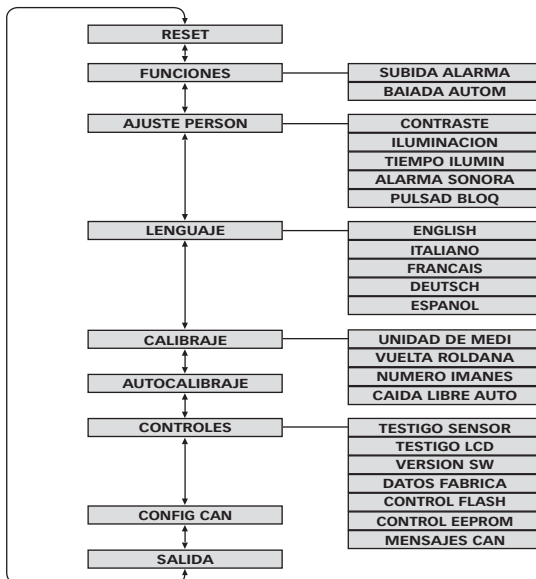 RESET
FUNCIONES
SUBIDA ALARMA
BAIADA AUTOM
AJUSTE PERSON
CONTRASTE
ILUMINACION
TIEMPO ILUMIN
ALARMA SONORA
PULSAD BLOQ
LENGUAJE
ENGLISH
ITALIANO
FRANCAIS
DEUTSCH
ESPANOL
CALIBRAJE
UNIDAD DE MEDI
VUELTA ROLDANA
NUMERO IMANES
CAIDA LIBRE AUTO
AUTOCALIBRAJE
CONTROLES
TESTIGO SENSOR
TESTIGO LCD
VERSION SW
DATOS FABRICA
CONTROL FLASH
CONTROL EEPROM
MENSAJES CAN
CONFIG CAN
SALIDA